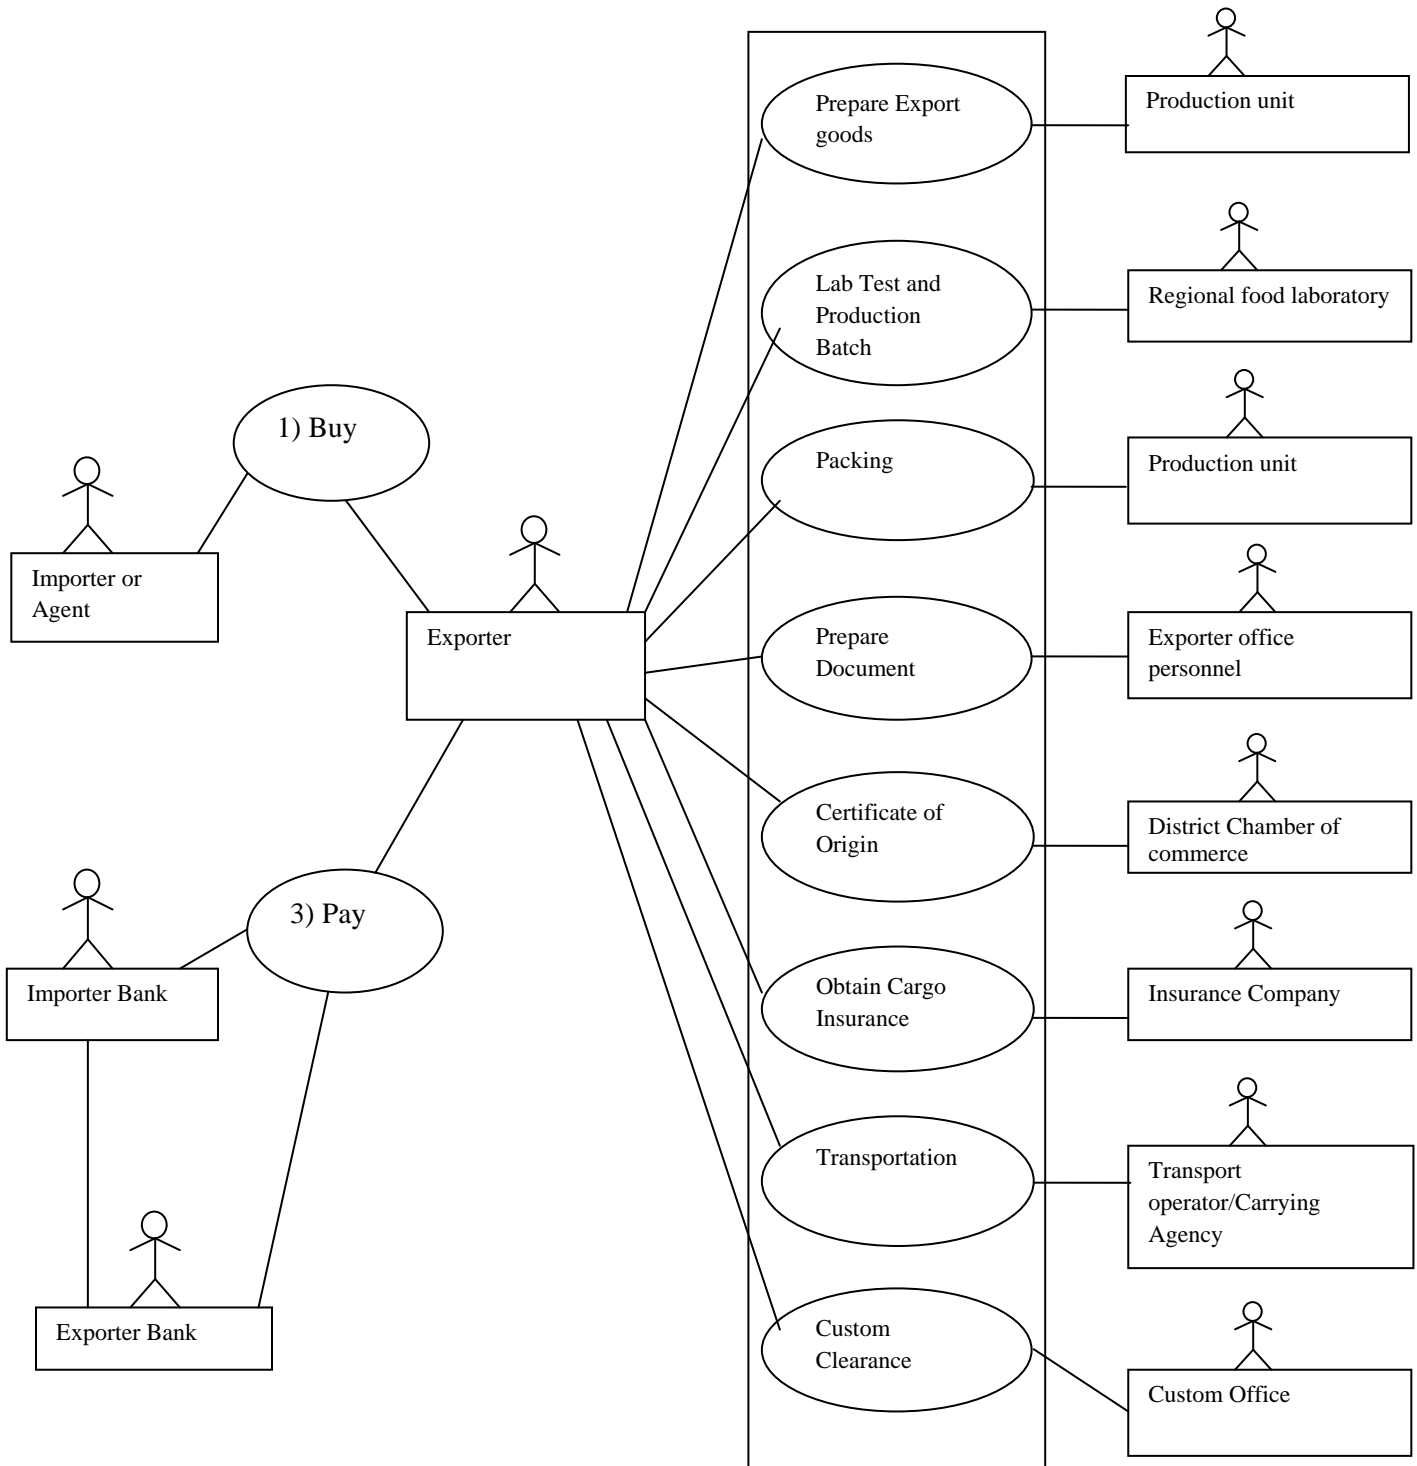 Prepare Export
goods
Production unit
Lab Test and
Production
Batch
Regional food laboratory
1) Buy
Packing
Production unit
Importer or
Agent
Exporter
Prepare
Document
Exporter office
personnel
Certificate of
Origin
District Chamber of
commerce
3) Pay
Importer Bank
Obtain Cargo
Insurance
Insurance Company
Transportation
Transport
operator/Carrying
Agency
Exporter Bank
Custom
Clearance
Custom Office